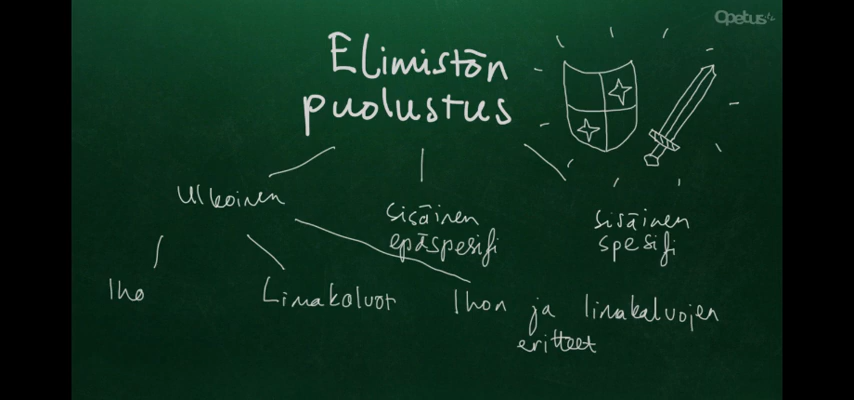 Opetus.tv
Elimistön
puolustus
Ulkoinen
sisäinen
epäspesifi
sisäinen
spesifi
Iho
Limakalvot
Ihon ja limakalvojen
eritteet